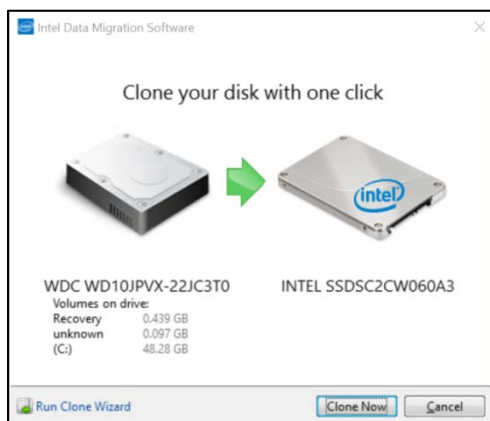 Intel Data Migration Software
Clone your disk with one click
intel
WDC WD10JPVX-22JC3T0 INTEL SSDSC2CW060A3
Volumes on drive:
Recovery 0.439 GB
unknown 0.097 GB
(C:) 48.28 GB
Run Clone Wizard Clone Now Cancel